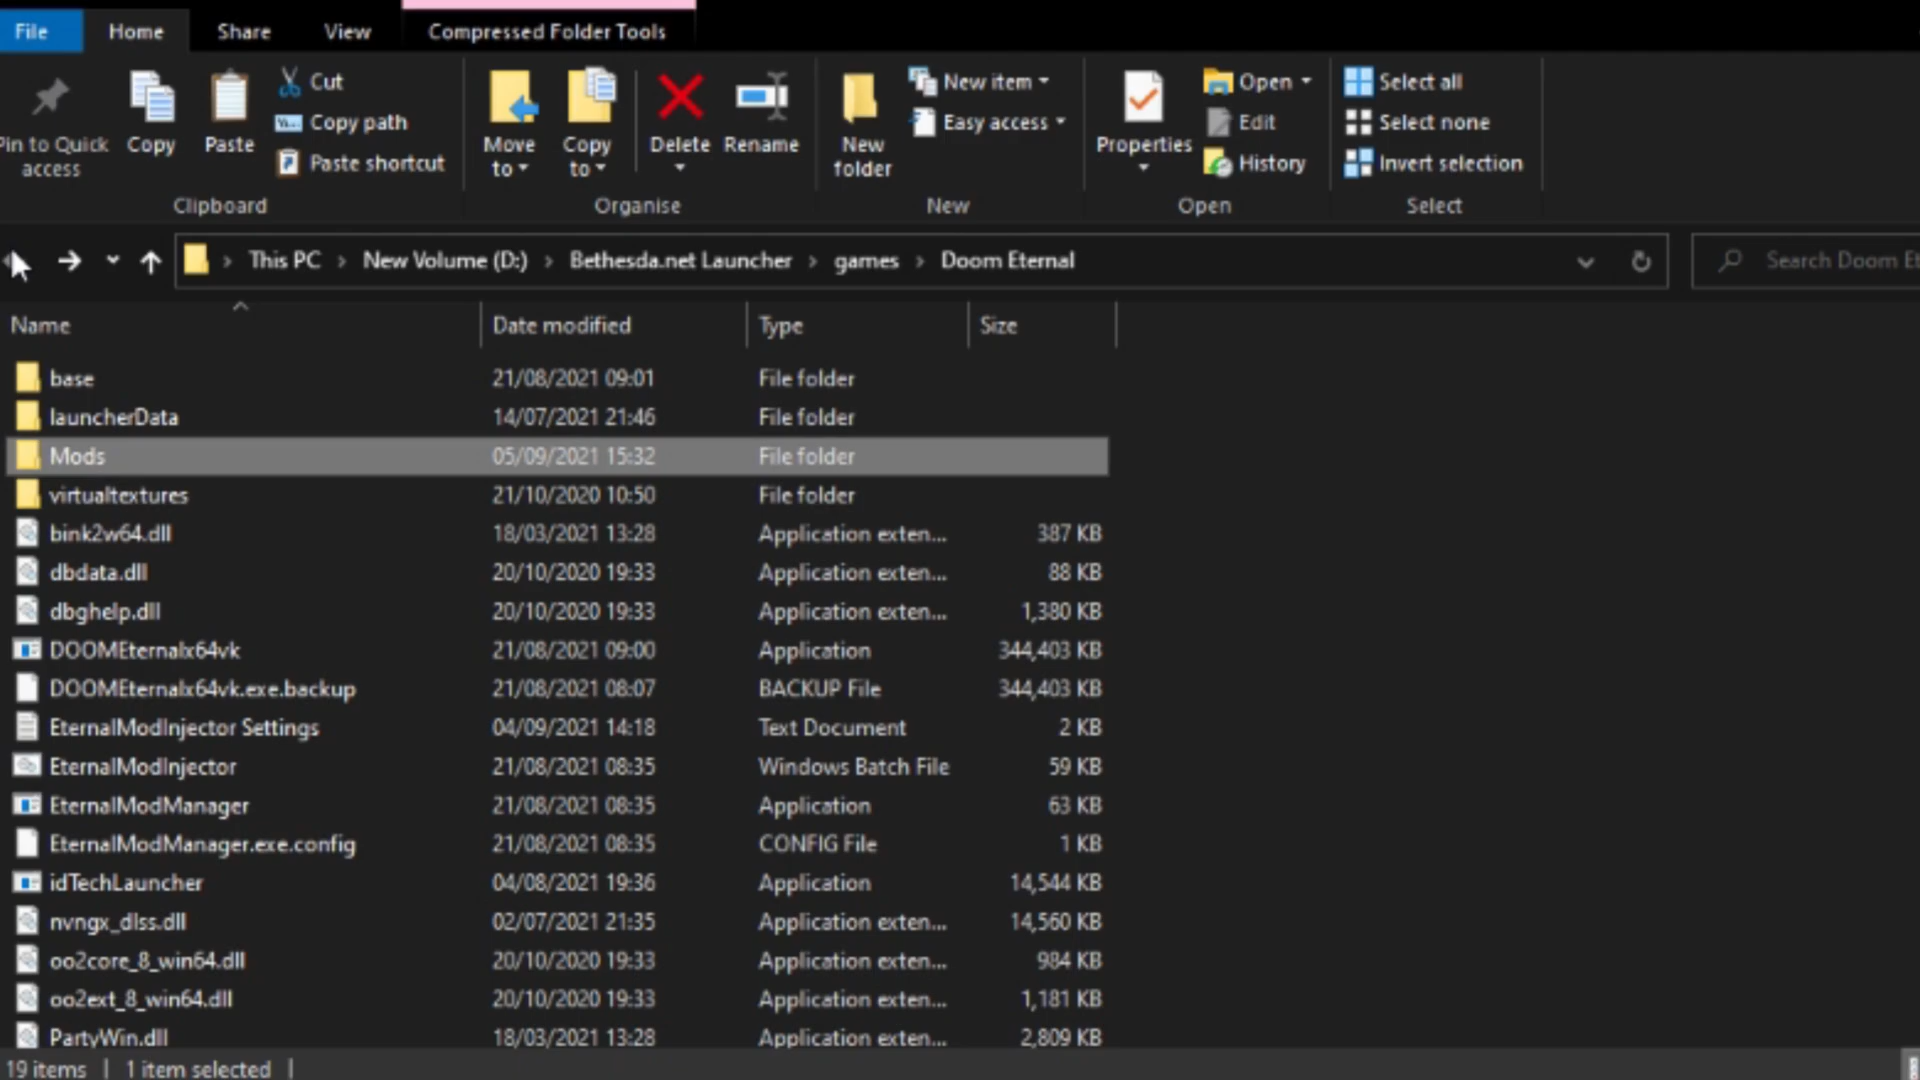 File Home Share View Compressed Folder Tools
Pin to Quick access
Copy
Paste
Cut
Copy path
Paste shortcut
Clipboard
Move to
Copy to
Delete
Rename
Organise
New folder
New item
Easy access
New
Properties
Open
Edit
History
Open
Select all
Select none
Invert selection
Select
This PC New Volume (D:) Bethesda.net Launcher games Doom Eternal
Search Doom Et
Name Date modified Type Size
base 21/08/2021 09:01 File folder
launcherData 14/07/2021 21:46 File folder
Mods 05/09/2021 15:32 File folder
virtualtextures 21/10/2020 10:50 File folder
bink2w64.dll 18/03/2021 13:28 Application exten... 387 KB
dbdata.dll 20/10/2020 19:33 Application exten... 88 KB
dbghelp.dll 20/10/2020 19:33 Application exten... 1,380 KB
DOOMEternalx64vk 21/08/2021 09:00 Application 344,403 KB
DOOMEternalx64vk.exe.backup 21/08/2021 08:07 BACKUP File 344,403 KB
EternalModInjector Settings 04/09/2021 14:18 Text Document 2 KB
EternalModInjector 21/08/2021 08:35 Windows Batch File 59 KB
EternalModManager 21/08/2021 08:35 Application 63 KB
EternalModManager.exe.config 21/08/2021 08:35 CONFIG File 1 KB
idTechLauncher 04/08/2021 19:36 Application 14,544 KB
nvngx_dlss.dll 02/07/2021 21:35 Application exten... 14,560 KB
oo2core_8_win64.dll 20/10/2020 19:33 Application exten... 984 KB
oo2ext_8_win64.dll 20/10/2020 19:33 Application exten... 1,181 KB
PartyWin.dll 18/03/2021 13:28 Application exten... 2,809 KB
19 items 1 item selected